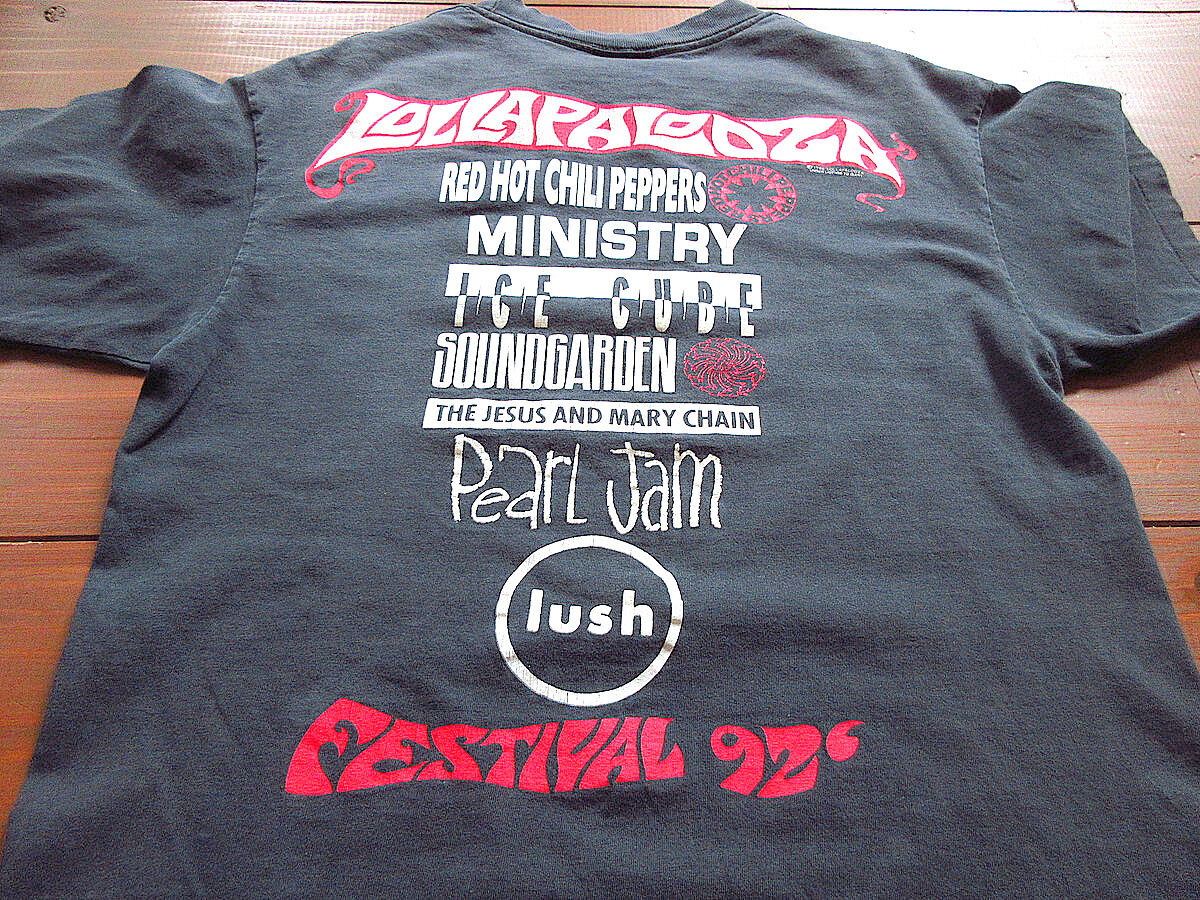 LOLLAPALOOZA
RED HOT CHILI PEPPERS
MINISTRY
ICE CUBE
SOUNDGARDEN
THE JESUS AND MARY CHAIN
Pearl Jam
lush
FESTIVAL 92‘